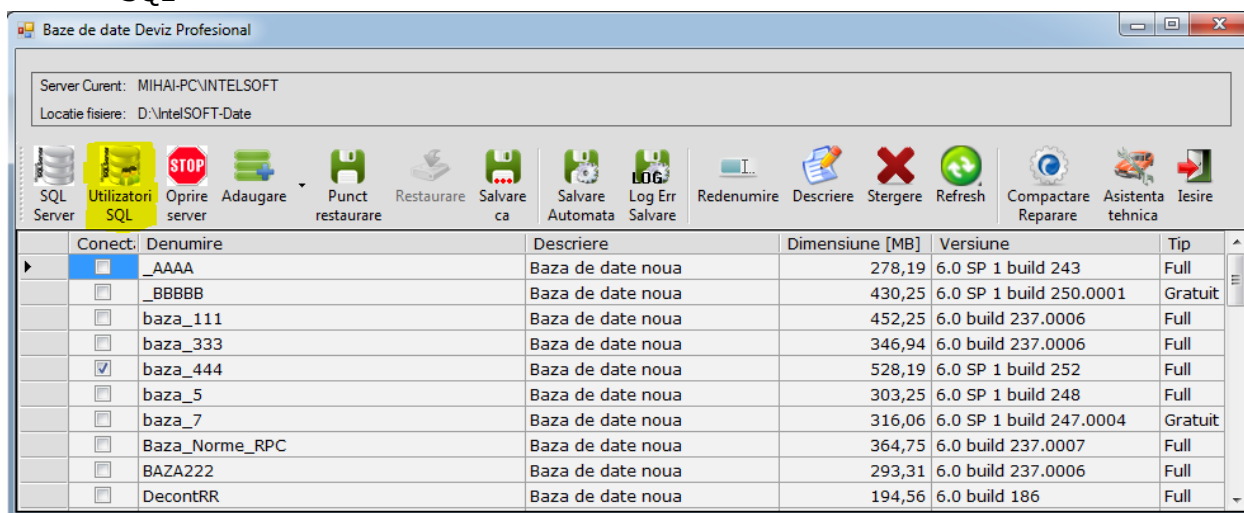 SQL
Baze de date Deviz Profesional
Server Curent: MIHAI-PC\INTELSOFT
Locatie fisiere: D:\IntelSOFT-Date
SQL Server
Utilizatori SQL
STOP
Oprire server
Adaugare
Punct restaurare
Restaurare
Salvare ca
Salvare Automata
LOG
Log Err Salvare
Redenumire
Descriere
Stergere
Refresh
Compactare Reparare
Asistenta tehnica
Iesire
Conect. Denumire Descriere Dimensiune [MB] Versiune Tip
_AAAA Baza de date noua 278,19 6.0 SP 1 build 243 Full
_BBBBB Baza de date noua 430,25 6.0 SP 1 build 250.0001 Gratuit
baza_111 Baza de date noua 452,25 6.0 build 237.0006 Full
baza_333 Baza de date noua 346,94 6.0 build 237.0006 Full
baza_444 Baza de date noua 528,19 6.0 SP 1 build 252 Full
baza_5 Baza de date noua 303,25 6.0 SP 1 build 248 Full
baza_7 Baza de date noua 316,06 6.0 SP 1 build 247.0004 Gratuit
Baza_Norme_RPC Baza de date noua 364,75 6.0 build 237.0007 Full
BAZA222 Baza de date noua 293,31 6.0 build 237.0006 Full
DecontRR Baza de date noua 194,56 6.0 build 186 Full